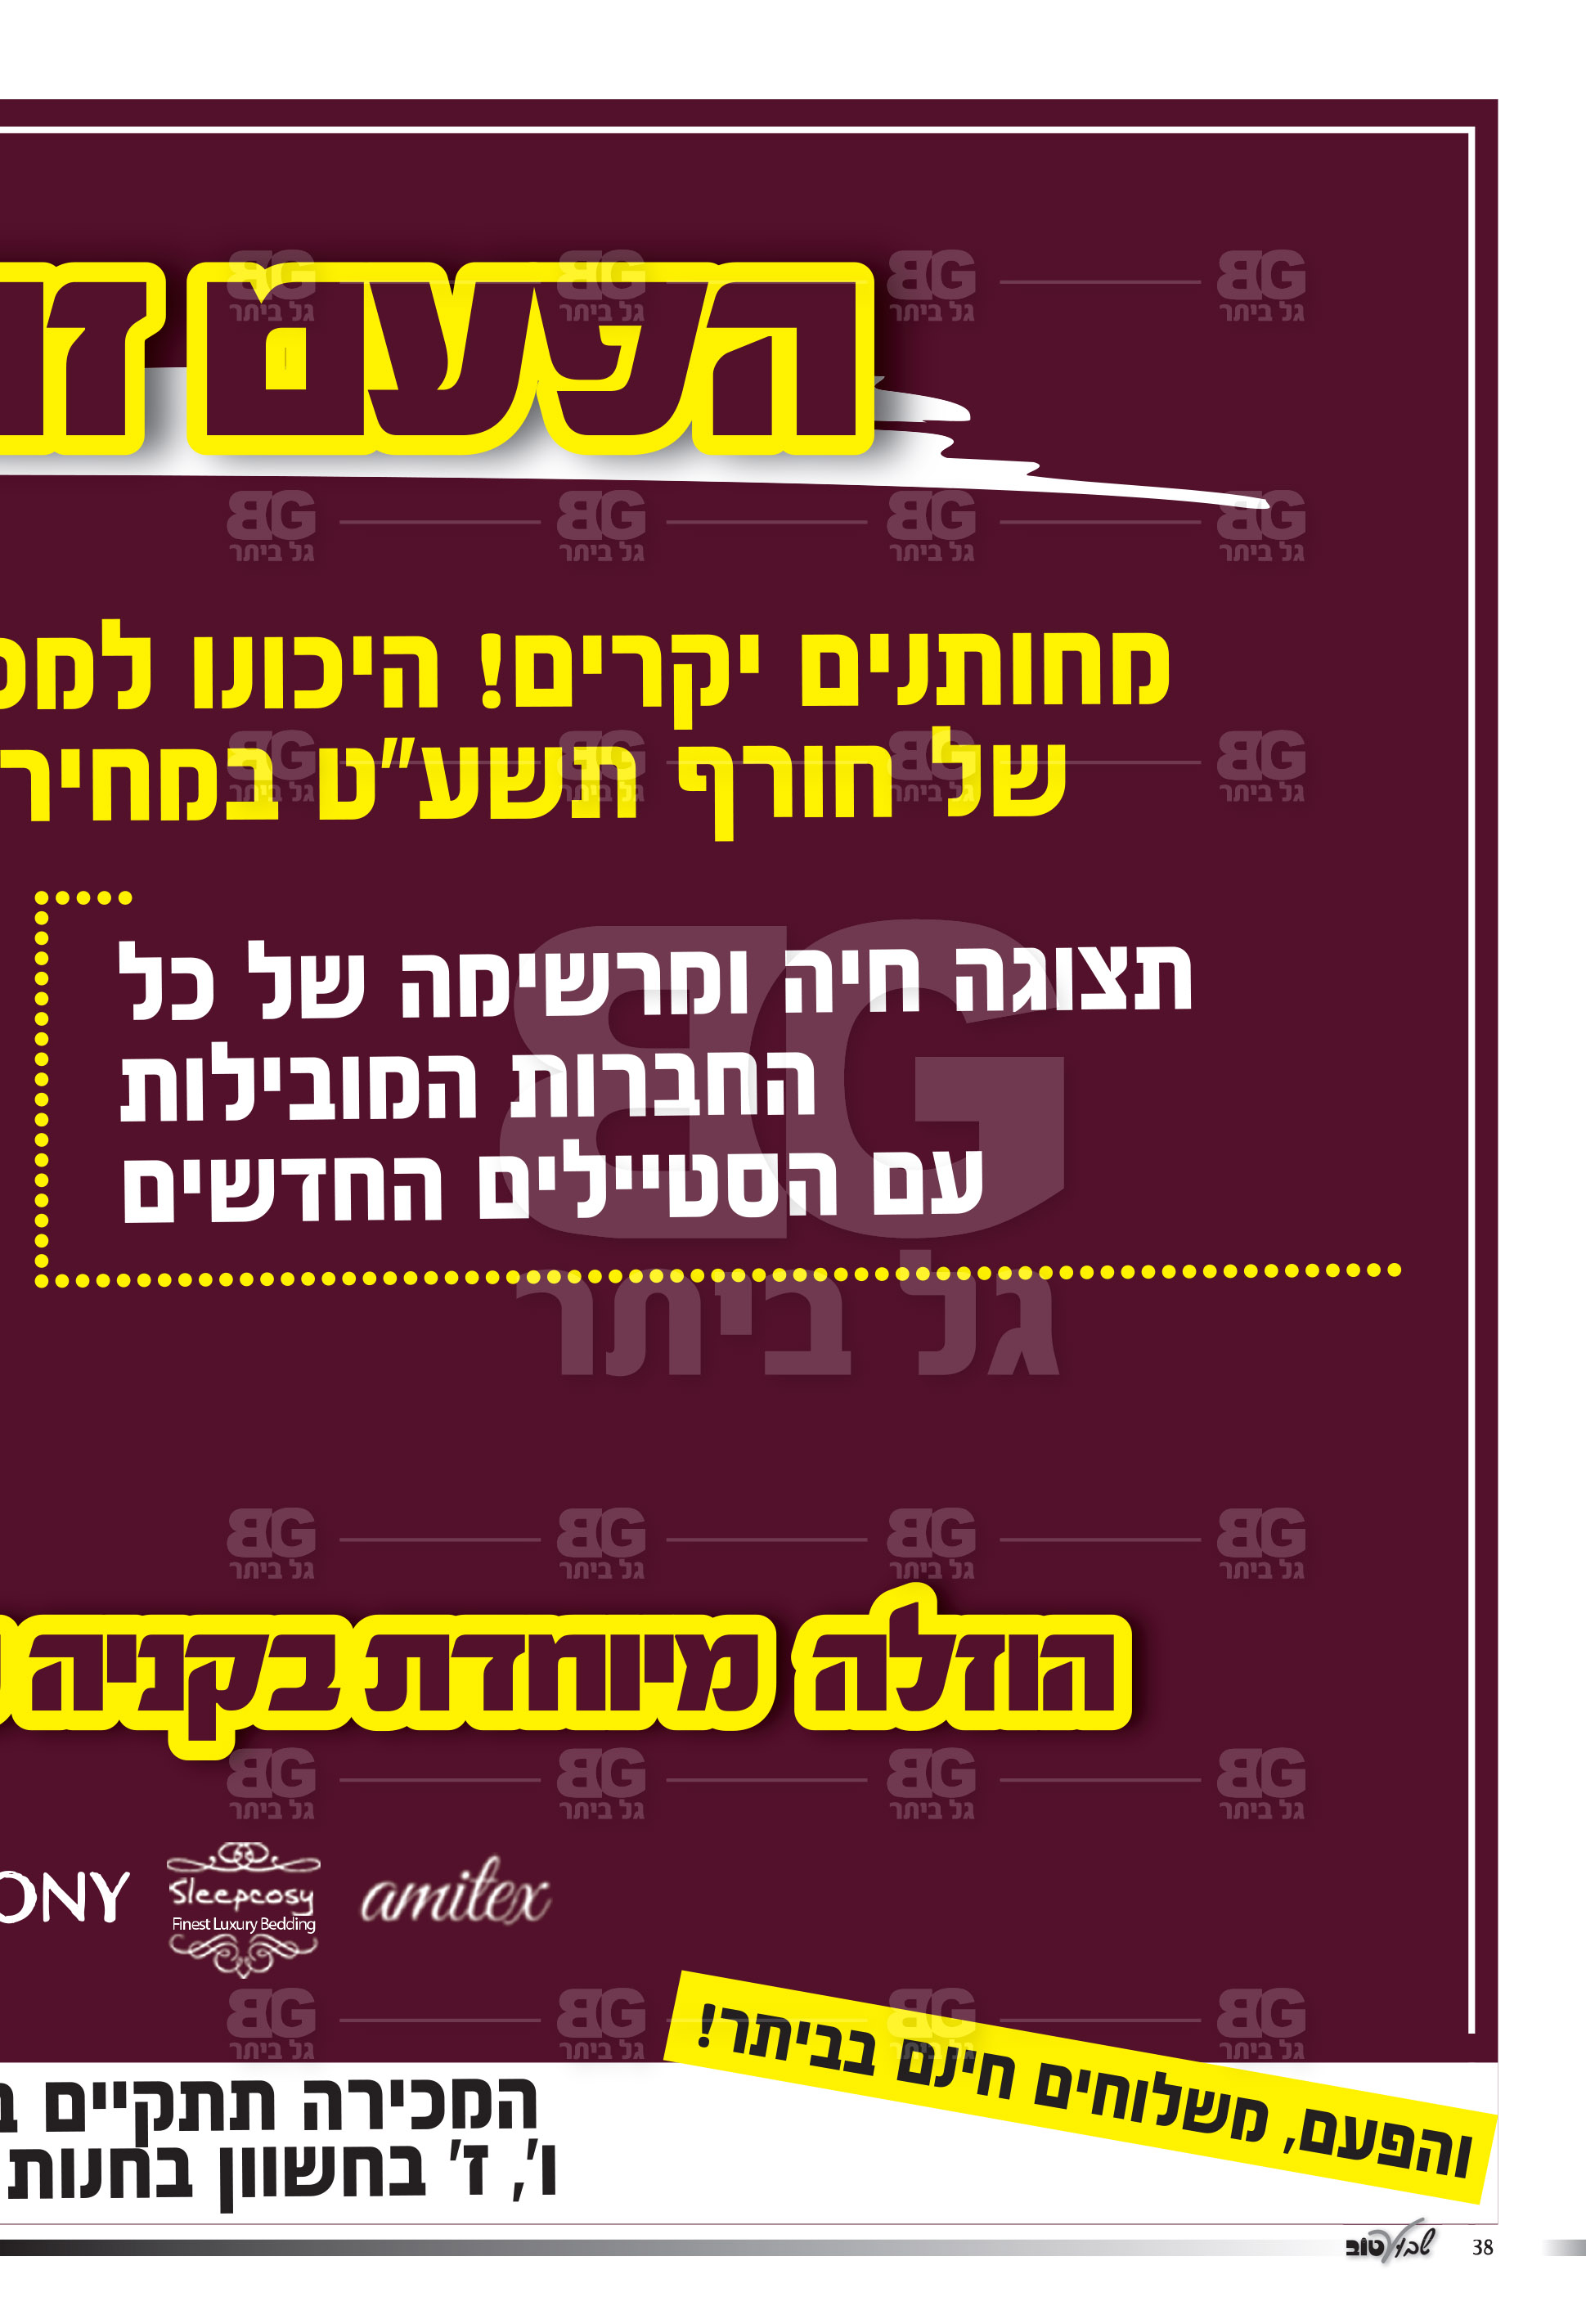 הפעם ז
מחותנים יקרים! היכונו
של חורף תשע"ט במחיר
תצוגה חיה ומרשימה של כל
החברות המובילות
עם הסטיילים החדשים
BG
גל ביתר
הוזלה מיוחדת בקניה
amitex
Sleepcosy
Finest Luxury Bedding
ONY
והפעם, משלוחים חינם בביתר!
המכירה תתקיים ב
ו', ז' בחשוון בחנות
38
שבוע טוב